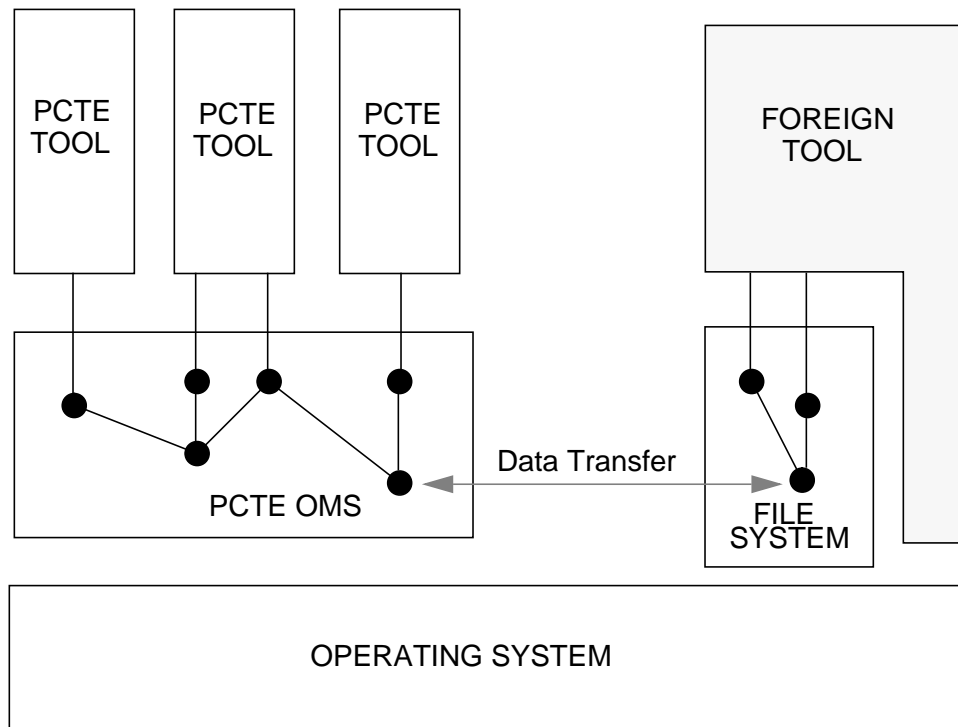 PCTE
TOOL
PCTE
TOOL
PCTE
TOOL
FOREIGN
TOOL
Data Transfer
PCTE OMS
FILE
SYSTEM
OPERATING SYSTEM